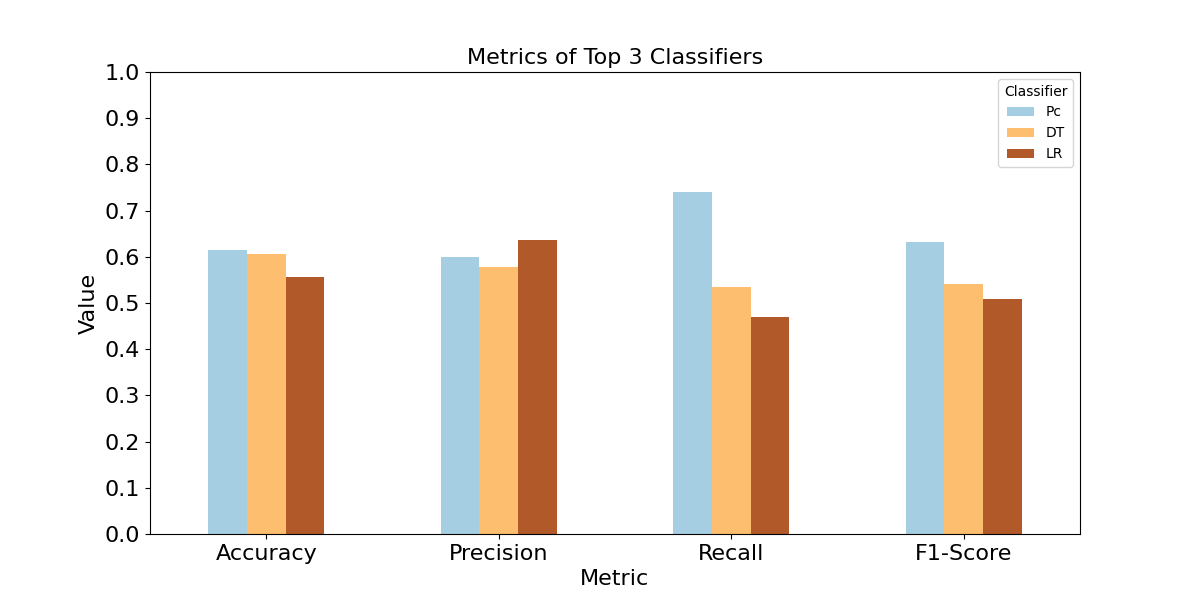 Metrics of Top 3 Classifiers
1.0
0.9
0.8
0.7
0.6
0.5
0.4
0.3
0.2
0.1
0.0
Value
Classifier
Pc
DT
LR
Accuracy Precision Recall F1-Score
Metric